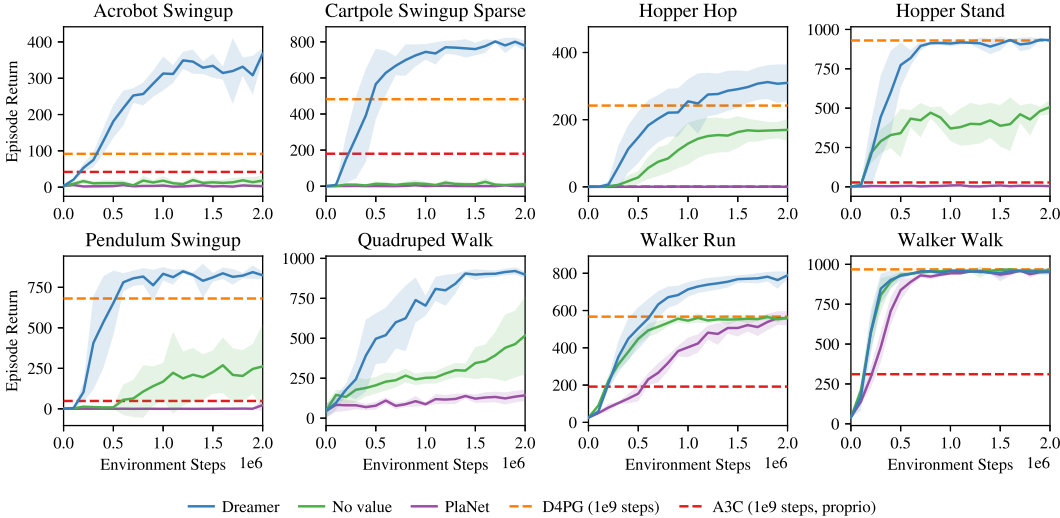 Acrobot Swingup
Cartpole Swingup Sparse
Hopper Hop
Hopper Stand
Episode Return
400
300
200
100
0
0.0 0.5 1.0 1.5 2.0
800
600
400
200
0
0.0 0.5 1.0 1.5 2.0
400
200
0
0.0 0.5 1.0 1.5 2.0
1000
750
500
250
0
0.0 0.5 1.0 1.5 2.0
Pendulum Swingup
Quadruped Walk
Walker Run
Walker Walk
Episode Return
750
500
250
0
0.0 0.5 1.0 1.5 2.0
Environment Steps 1e6
1000
750
500
250
0
0.0 0.5 1.0 1.5 2.0
Environment Steps 1e6
800
600
400
200
0
0.0 0.5 1.0 1.5 2.0
Environment Steps 1e6
1000
750
500
250
0
0.0 0.5 1.0 1.5 2.0
Environment Steps 1e6
Dreamer No value PlaNet D4PG (1e9 steps) A3C (1e9 steps, proprio)